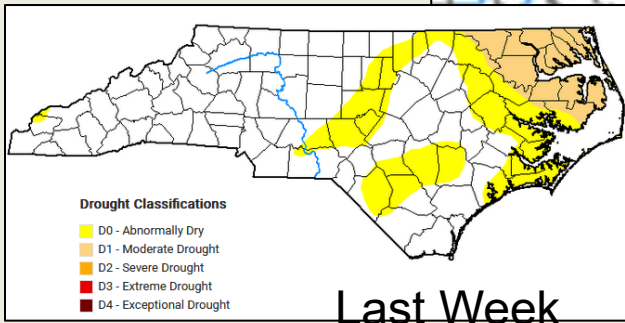 Drought Classifications
D0 - Abnormally Dry
D1 - Moderate Drought
D2 - Severe Drought
D3 - Extreme Drought
D4 - Exceptional Drought
Last Week